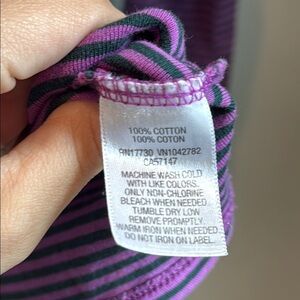 100% COTTON
100% COTON
RN17730 VN1042782
CA57147
MACHINE WASH COLD
WITH LIKE COLORS.
ONLY NON-CHLORINE
BLEACH WHEN NEEDED.
TUMBLE DRY LOW
REMOVE PROMPTLY.
WARM IRON WHEN NEEDED.
DO NOT IRON ON LABEL.